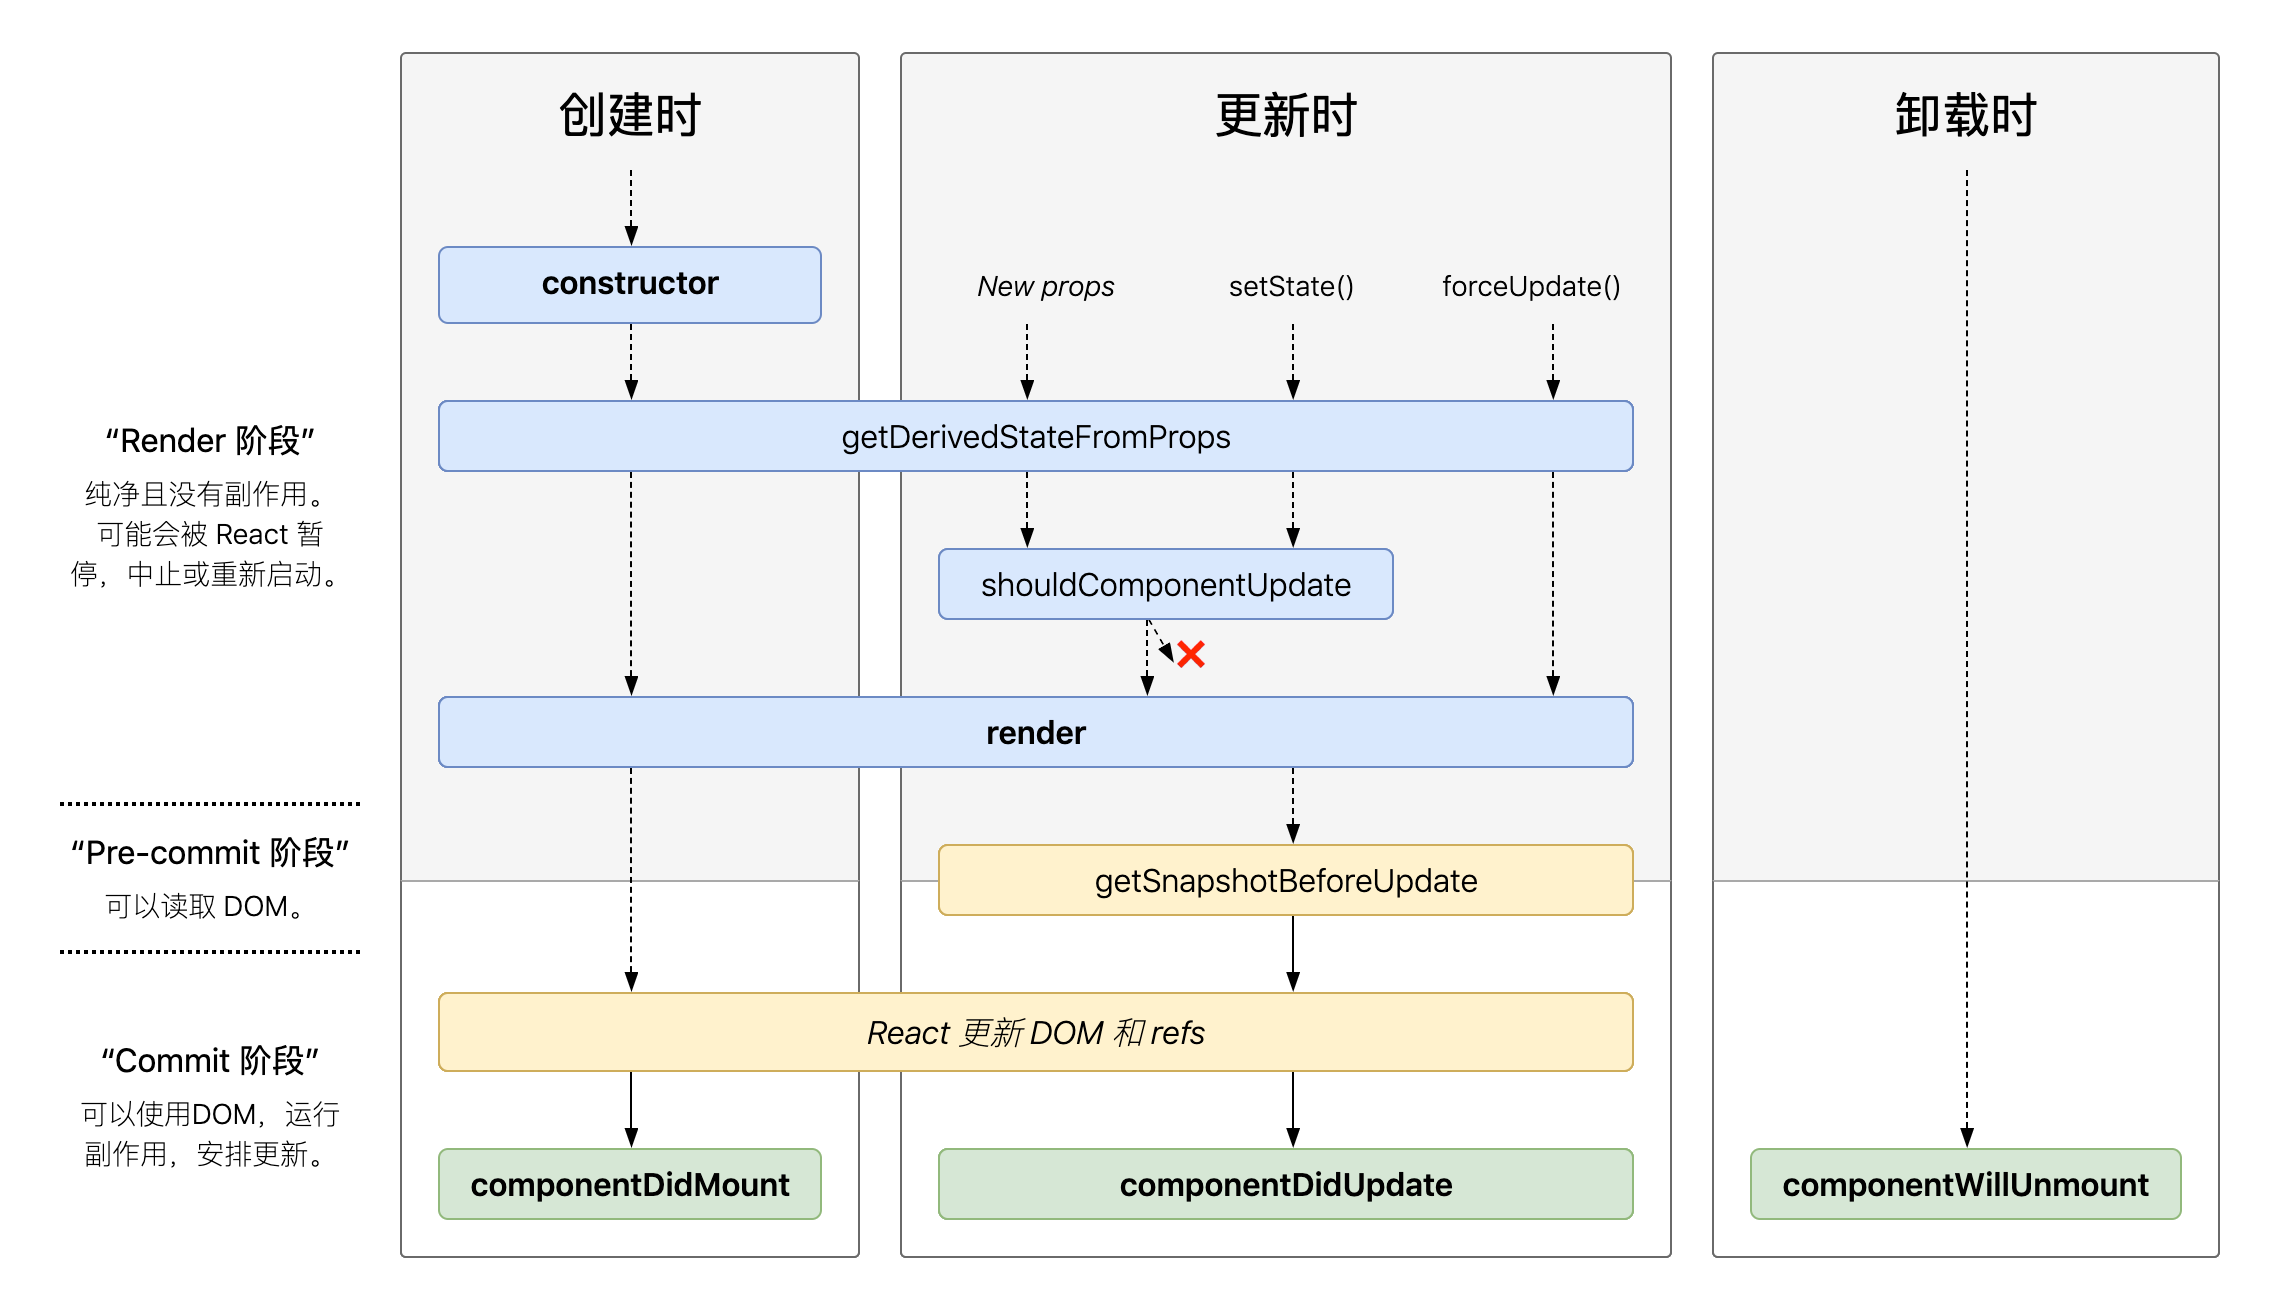 创建时
更新时
卸载时
constructor
New props
setState()
forceUpdate()
“Render 阶段”
纯净且没有副作用。
可能会被 React 暂
停，中止或重新启动。
getDerivedStateFromProps
shouldComponentUpdate
render
“Pre-commit 阶段”
可以读取 DOM。
getSnapshotBeforeUpdate
React 更新 DOM 和 refs
“Commit 阶段”
可以使用DOM，运行
副作用，安排更新。
componentDidMount
componentDidUpdate
componentWillUnmount